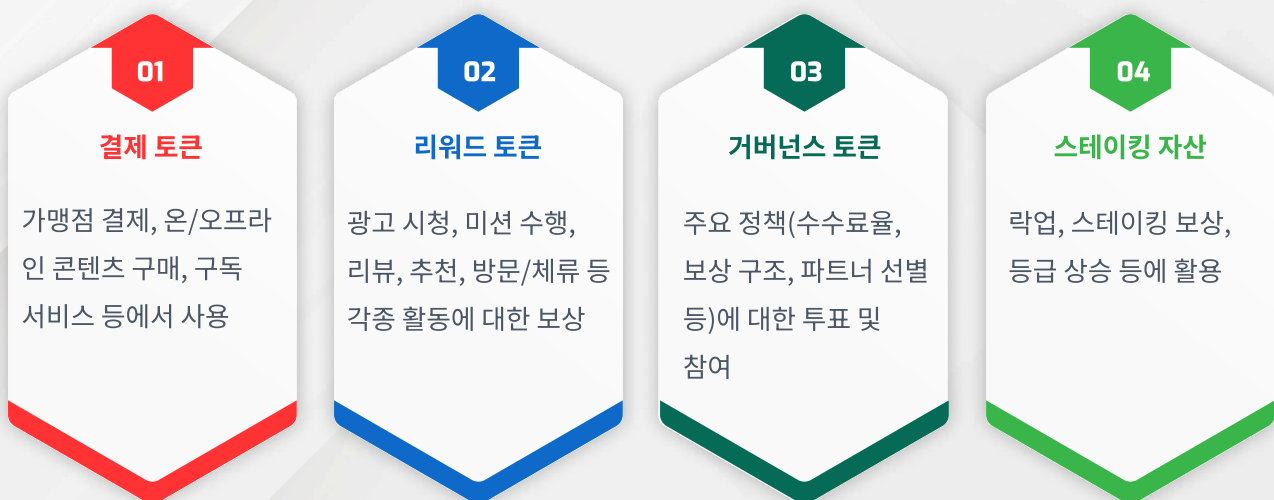 01
결제 토큰
가맹점 결제, 온/오프라
인 콘텐츠 구매, 구독
서비스 등에서 사용
02
리워드 토큰
광고 시청, 미션 수행,
리뷰, 추천, 방문/체류 등
각종 활동에 대한 보상
03
거버넌스 토큰
주요 정책(수수료율,
보상 구조, 파트너 선별
등)에 대한 투표 및
참여
04
스테이킹 자산
락업, 스테이킹 보상,
등급 상승 등에 활용